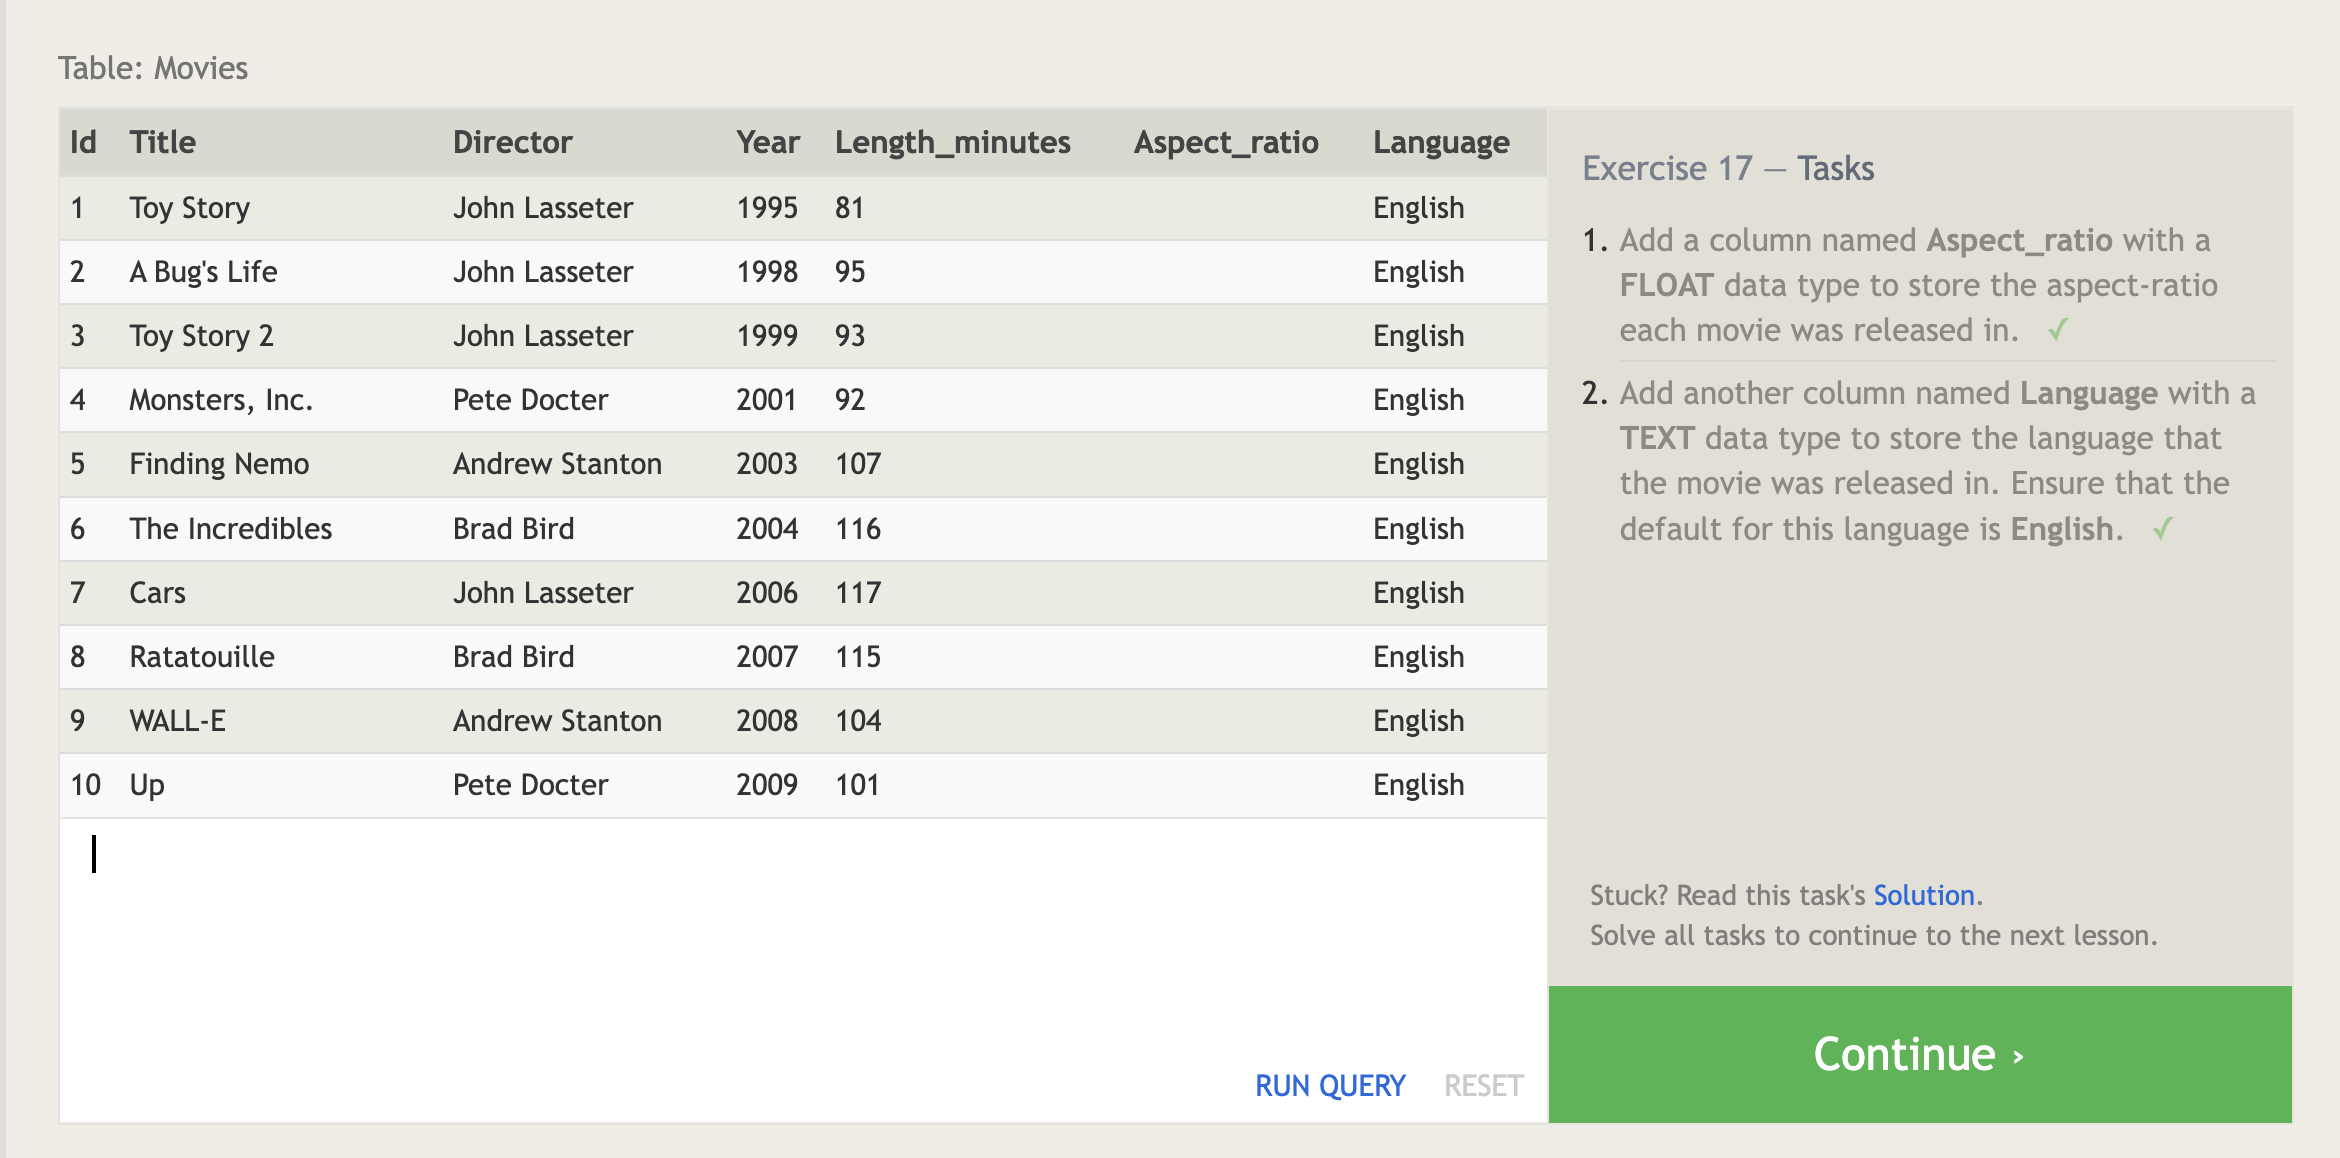 Table: Movies
Id Title Director Year Length_minutes Aspect_ratio Language
1 Toy Story John Lasseter 1995 81 English
2 A Bug's Life John Lasseter 1998 95 English
3 Toy Story 2 John Lasseter 1999 93 English
4 Monsters, Inc. Pete Docter 2001 92 English
5 Finding Nemo Andrew Stanton 2003 107 English
6 The Incredibles Brad Bird 2004 116 English
7 Cars John Lasseter 2006 117 English
8 Ratatouille Brad Bird 2007 115 English
9 WALL-E Andrew Stanton 2008 104 English
10 Up Pete Docter 2009 101 English
RUN QUERY RESET
Exercise 17 — Tasks
1. Add a column named Aspect_ratio with a
FLOAT data type to store the aspect-ratio
each movie was released in. ✓
2. Add another column named Language with a
TEXT data type to store the language that
the movie was released in. Ensure that the
default for this language is English. ✓
Stuck? Read this task's Solution.
Solve all tasks to continue to the next lesson.
Continue ›